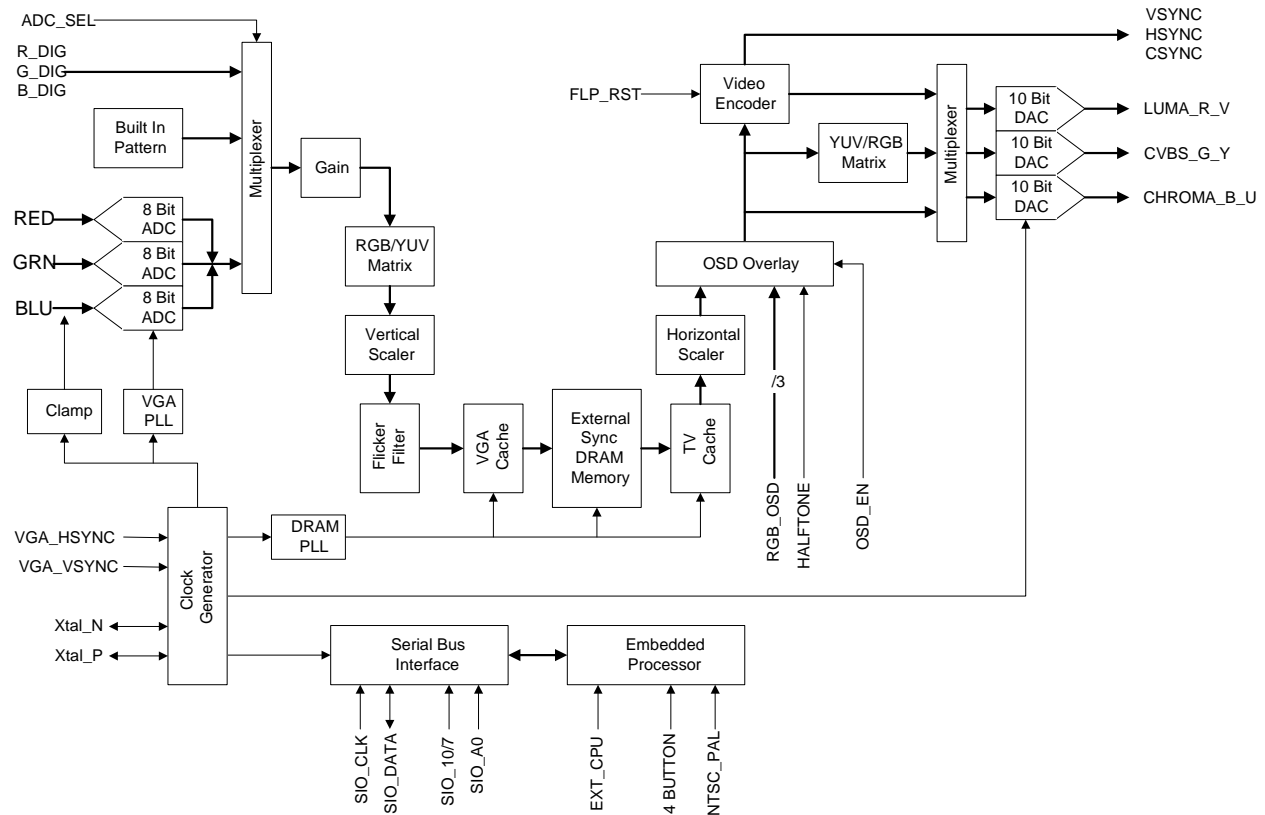 ADC_SEL
R_DIG
G_DIG
B_DIG
Built In
Pattern
RED
GRN
BLU
8 Bit
ADC
8 Bit
ADC
8 Bit
ADC
Multiplexer
Gain
RGB/YUV
Matrix
Vertical
Scaler
Flicker
Filter
VGA
Cache
External
Sync
DRAM
Memory
TV
Cache
Horizontal
Scaler
OSD Overlay
/3
RGB_OSD
HALFTONE
OSD_EN
FLP_RST
Video
Encoder
YUV/RGB
Matrix
Multiplexer
10 Bit
DAC
10 Bit
DAC
10 Bit
DAC
VSYNC
HSYNC
CSYNC
LUMA_R_V
CVBS_G_Y
CHROMA_B_U
Clamp
VGA
PLL
VGA_HSYNC
VGA_VSYNC
Xtal_N
Xtal_P
Clock
Generator
DRAM
PLL
Serial Bus
Interface
Embedded
Processor
SIO_CLK
SIO_DATA
SIO_10/7
SIO_A0
EXT_CPU
4 BUTTON
NTSC_PAL